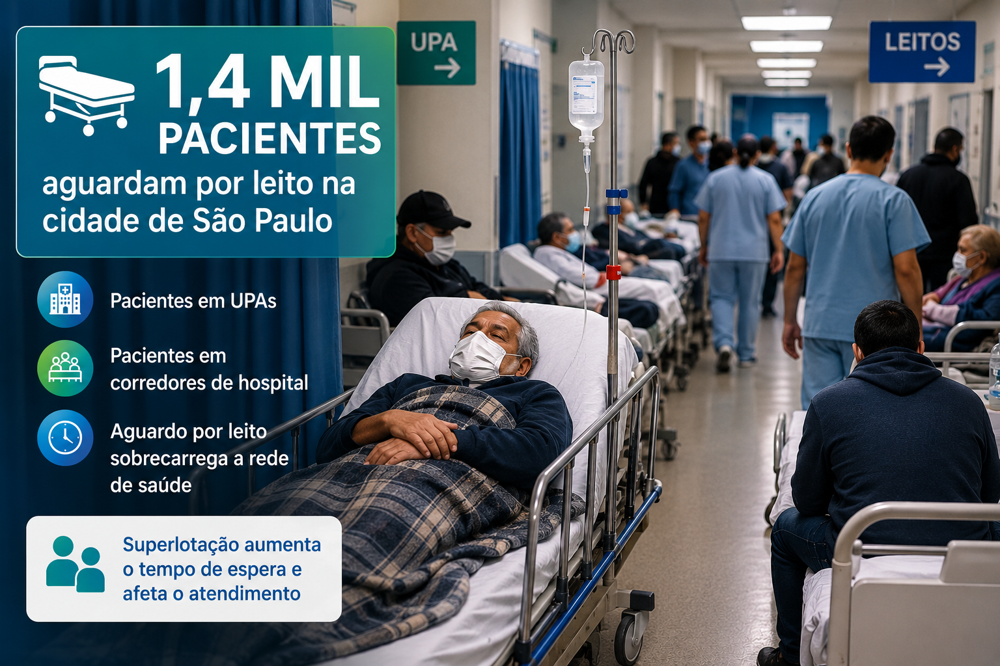 1,4 MIL
PACIENTES
aguardam por leito na
cidade de São Paulo
Pacientes em UPAs
Pacientes em
corredores de hospital
Aguardo por leito
sobrecarrega a rede
de saúde
Superlotação aumenta
o tempo de espera e
afeta o atendimento
UPA
LEITOS